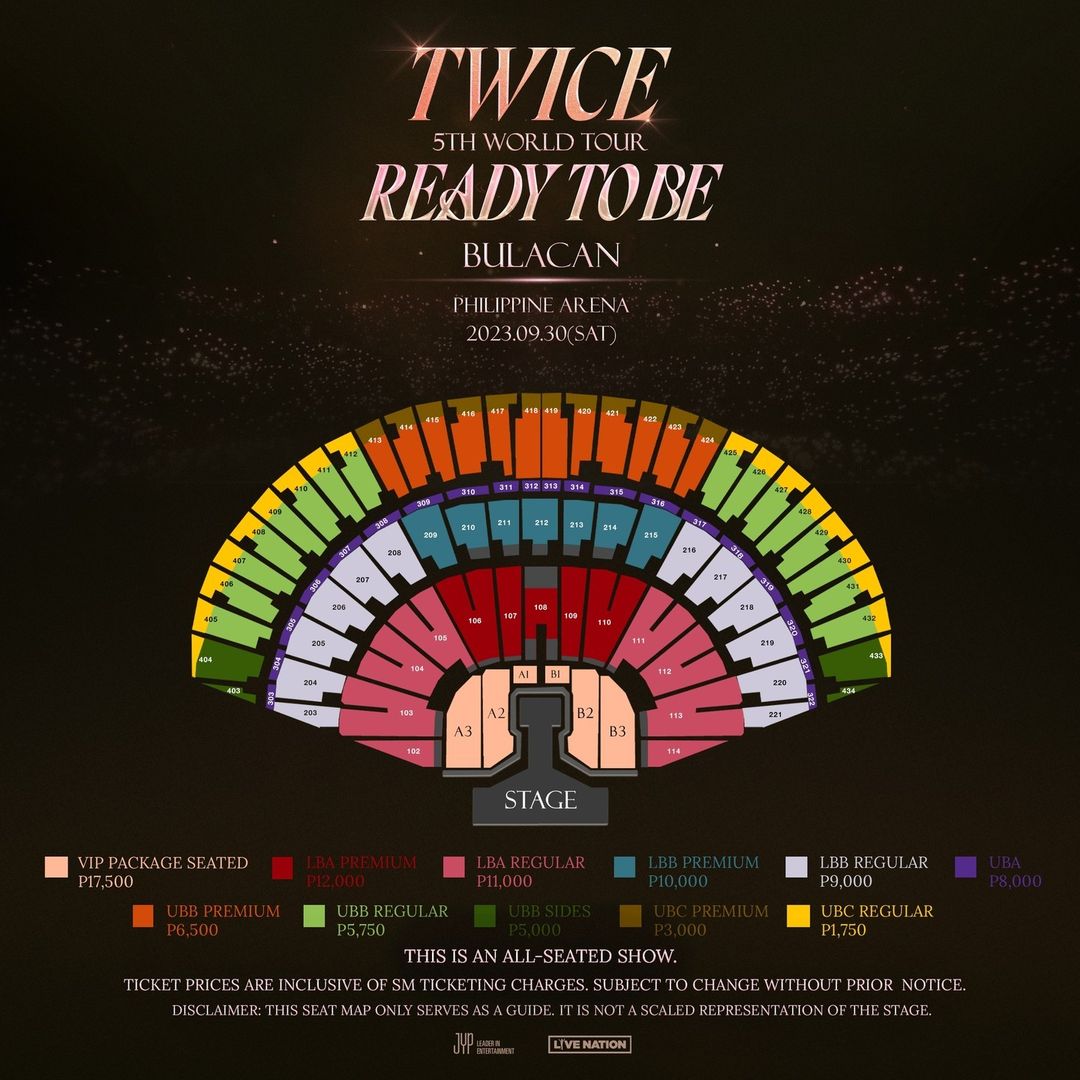 TWICE
5TH WORLD TOUR
READY TO BE
BULACAN
PHILIPPINE ARENA
2023.09.30(SAT)
413 414 415 416 417 418 419 420 421 422 423 424
412 411 410 409 408 407 406 405 404 403
425 426 427 428 429 430 431 432 433 434
303 304 305 306 307 308 309 310 311 312 313 314 315 316 317 318 319 320 321 322
203 204 205 206 207 208 209 210 211 212 213 214 215 216 217 218 219 220 221
102 103 104 105 106 107 108 109 110 111 112 113 114
A1 B1
A3 A2 B2 B3
STAGE
VIP PACKAGE SEATED LBA PREMIUM LBA REGULAR LBB PREMIUM LBB REGULAR UBA
P17,500 P12,000 P11,000 P10,000 P9,000 P8,000
UBB PREMIUM UBB REGULAR UBB SIDES UBC PREMIUM UBC REGULAR
P6,500 P5,750 P5,000 P3,000 P1,750
THIS IS AN ALL-SEATED SHOW.
TICKET PRICES ARE INCLUSIVE OF SM TICKETING CHARGES. SUBJECT TO CHANGE WITHOUT PRIOR NOTICE.
DISCLAIMER: THIS SEAT MAP ONLY SERVES AS A GUIDE. IT IS NOT A SCALED REPRESENTATION OF THE STAGE.
JYP LEADER IN ENTERTAINMENT LIVE NATION